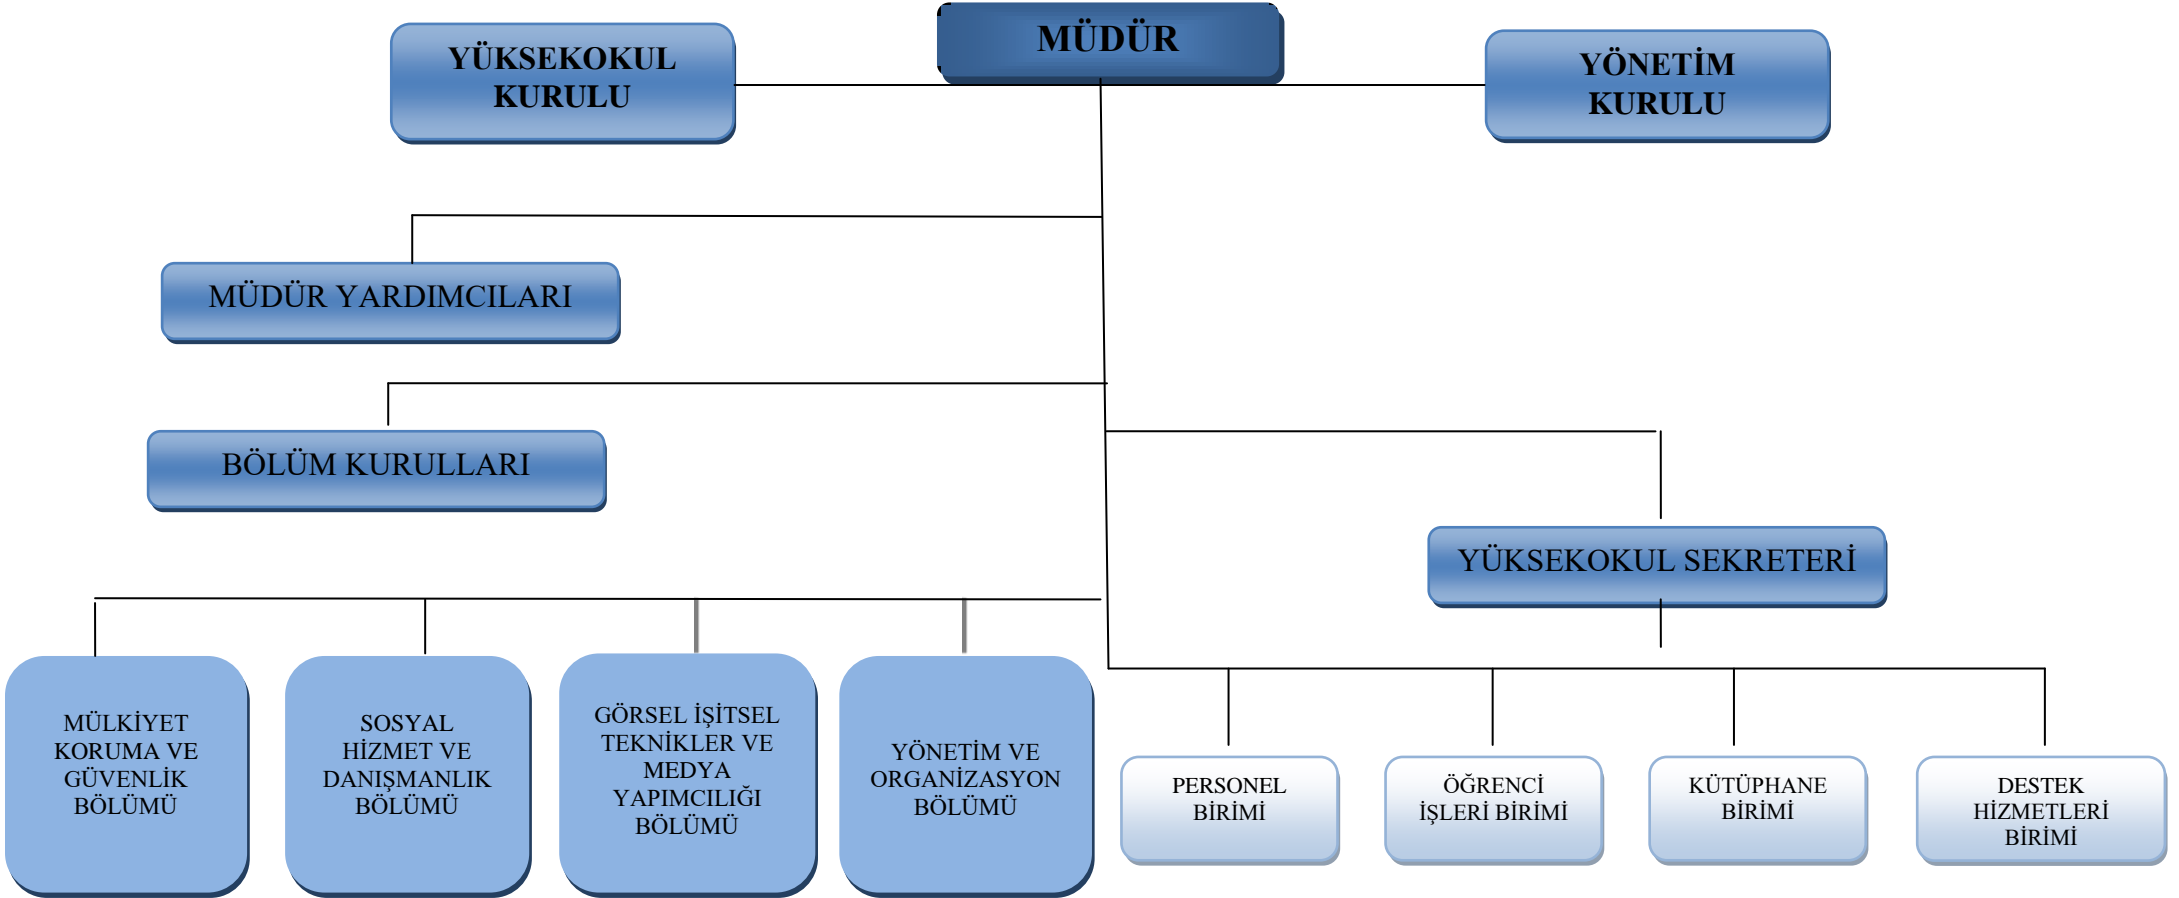 MÜDÜR
YÜKSEKOKUL
KURULU
YÖNETİM
KURULU
MÜDÜR YARDIMCILARI
BÖLÜM KURULLARI
YÜKSEKOKUL SEKRETERİ
MÜLKİYET
KORUMA VE
GÜVENLİK
BÖLÜMÜ
SOSYAL
HİZMET VE
DANIŞMANLIK
BÖLÜMÜ
GÖRSEL İŞİTSEL
TEKNİKLER VE
MEDYA
YAPIMCILIĞI
BÖLÜMÜ
YÖNETİM VE
ORGANİZASYON
BÖLÜMÜ
PERSONEL
BİRİMİ
ÖĞRENCİ
İŞLERİ BİRİMİ
KÜTÜPHANE
BİRİMİ
DESTEK
HİZMETLERİ
BİRİMİ